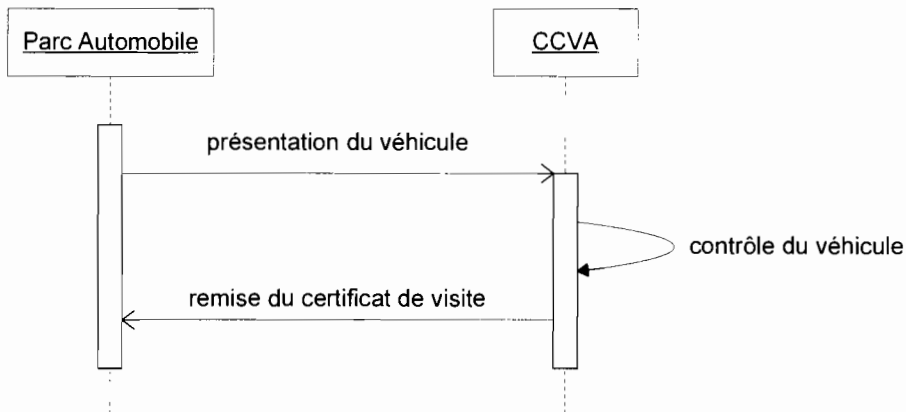 Parc Automobile
CCVA
présentation du véhicule
contrôle du véhicule
remise du certificat de visite